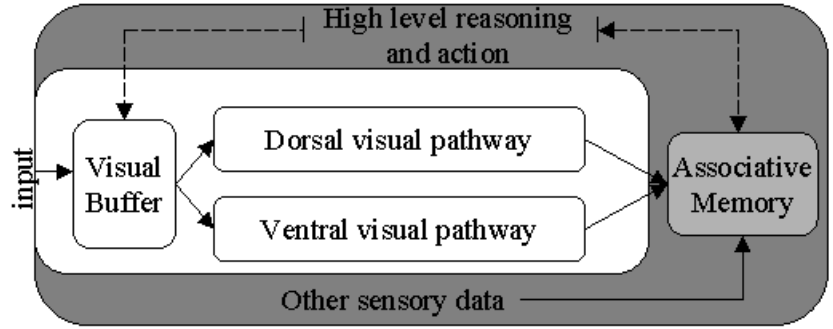 High level reasoning
and action
input
Visual
Buffer
Dorsal visual pathway
Ventral visual pathway
Associative
Memory
Other sensory data